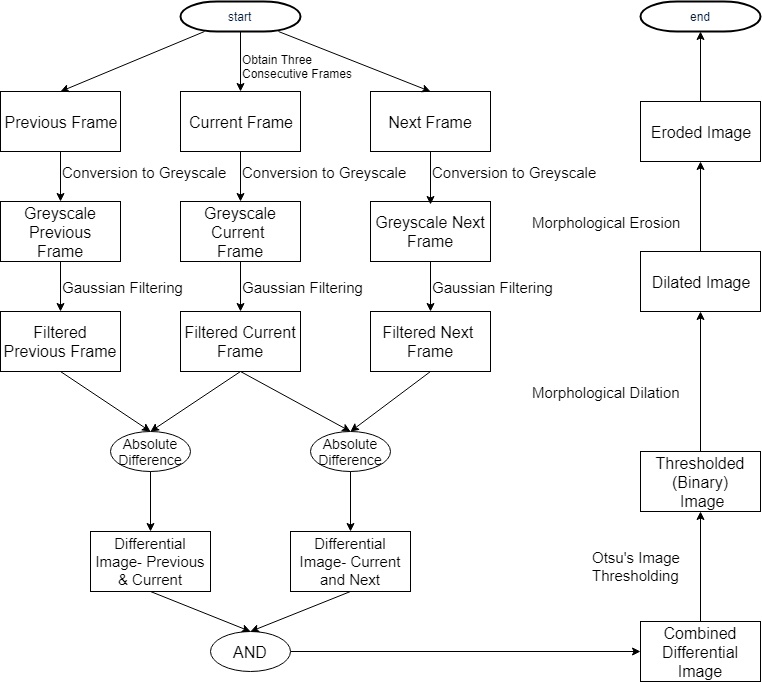 start
end
Obtain Three
Consecutive Frames
Previous Frame
Current Frame
Next Frame
Eroded Image
Conversion to Greyscale
Conversion to Greyscale
Conversion to Greyscale
Greyscale
Previous
Frame
Greyscale
Current
Frame
Greyscale Next
Frame
Morphological Erosion
Gaussian Filtering
Gaussian Filtering
Gaussian Filtering
Dilated Image
Filtered
Previous Frame
Filtered Current
Frame
Filtered Next
Frame
Morphological Dilation
Absolute
Difference
Absolute
Difference
Thresholded
(Binary)
Image
Differential
Image- Previous
& Current
Differential
Image- Current
and Next
Otsu's Image
Thresholding
AND
Combined
Differential
Image